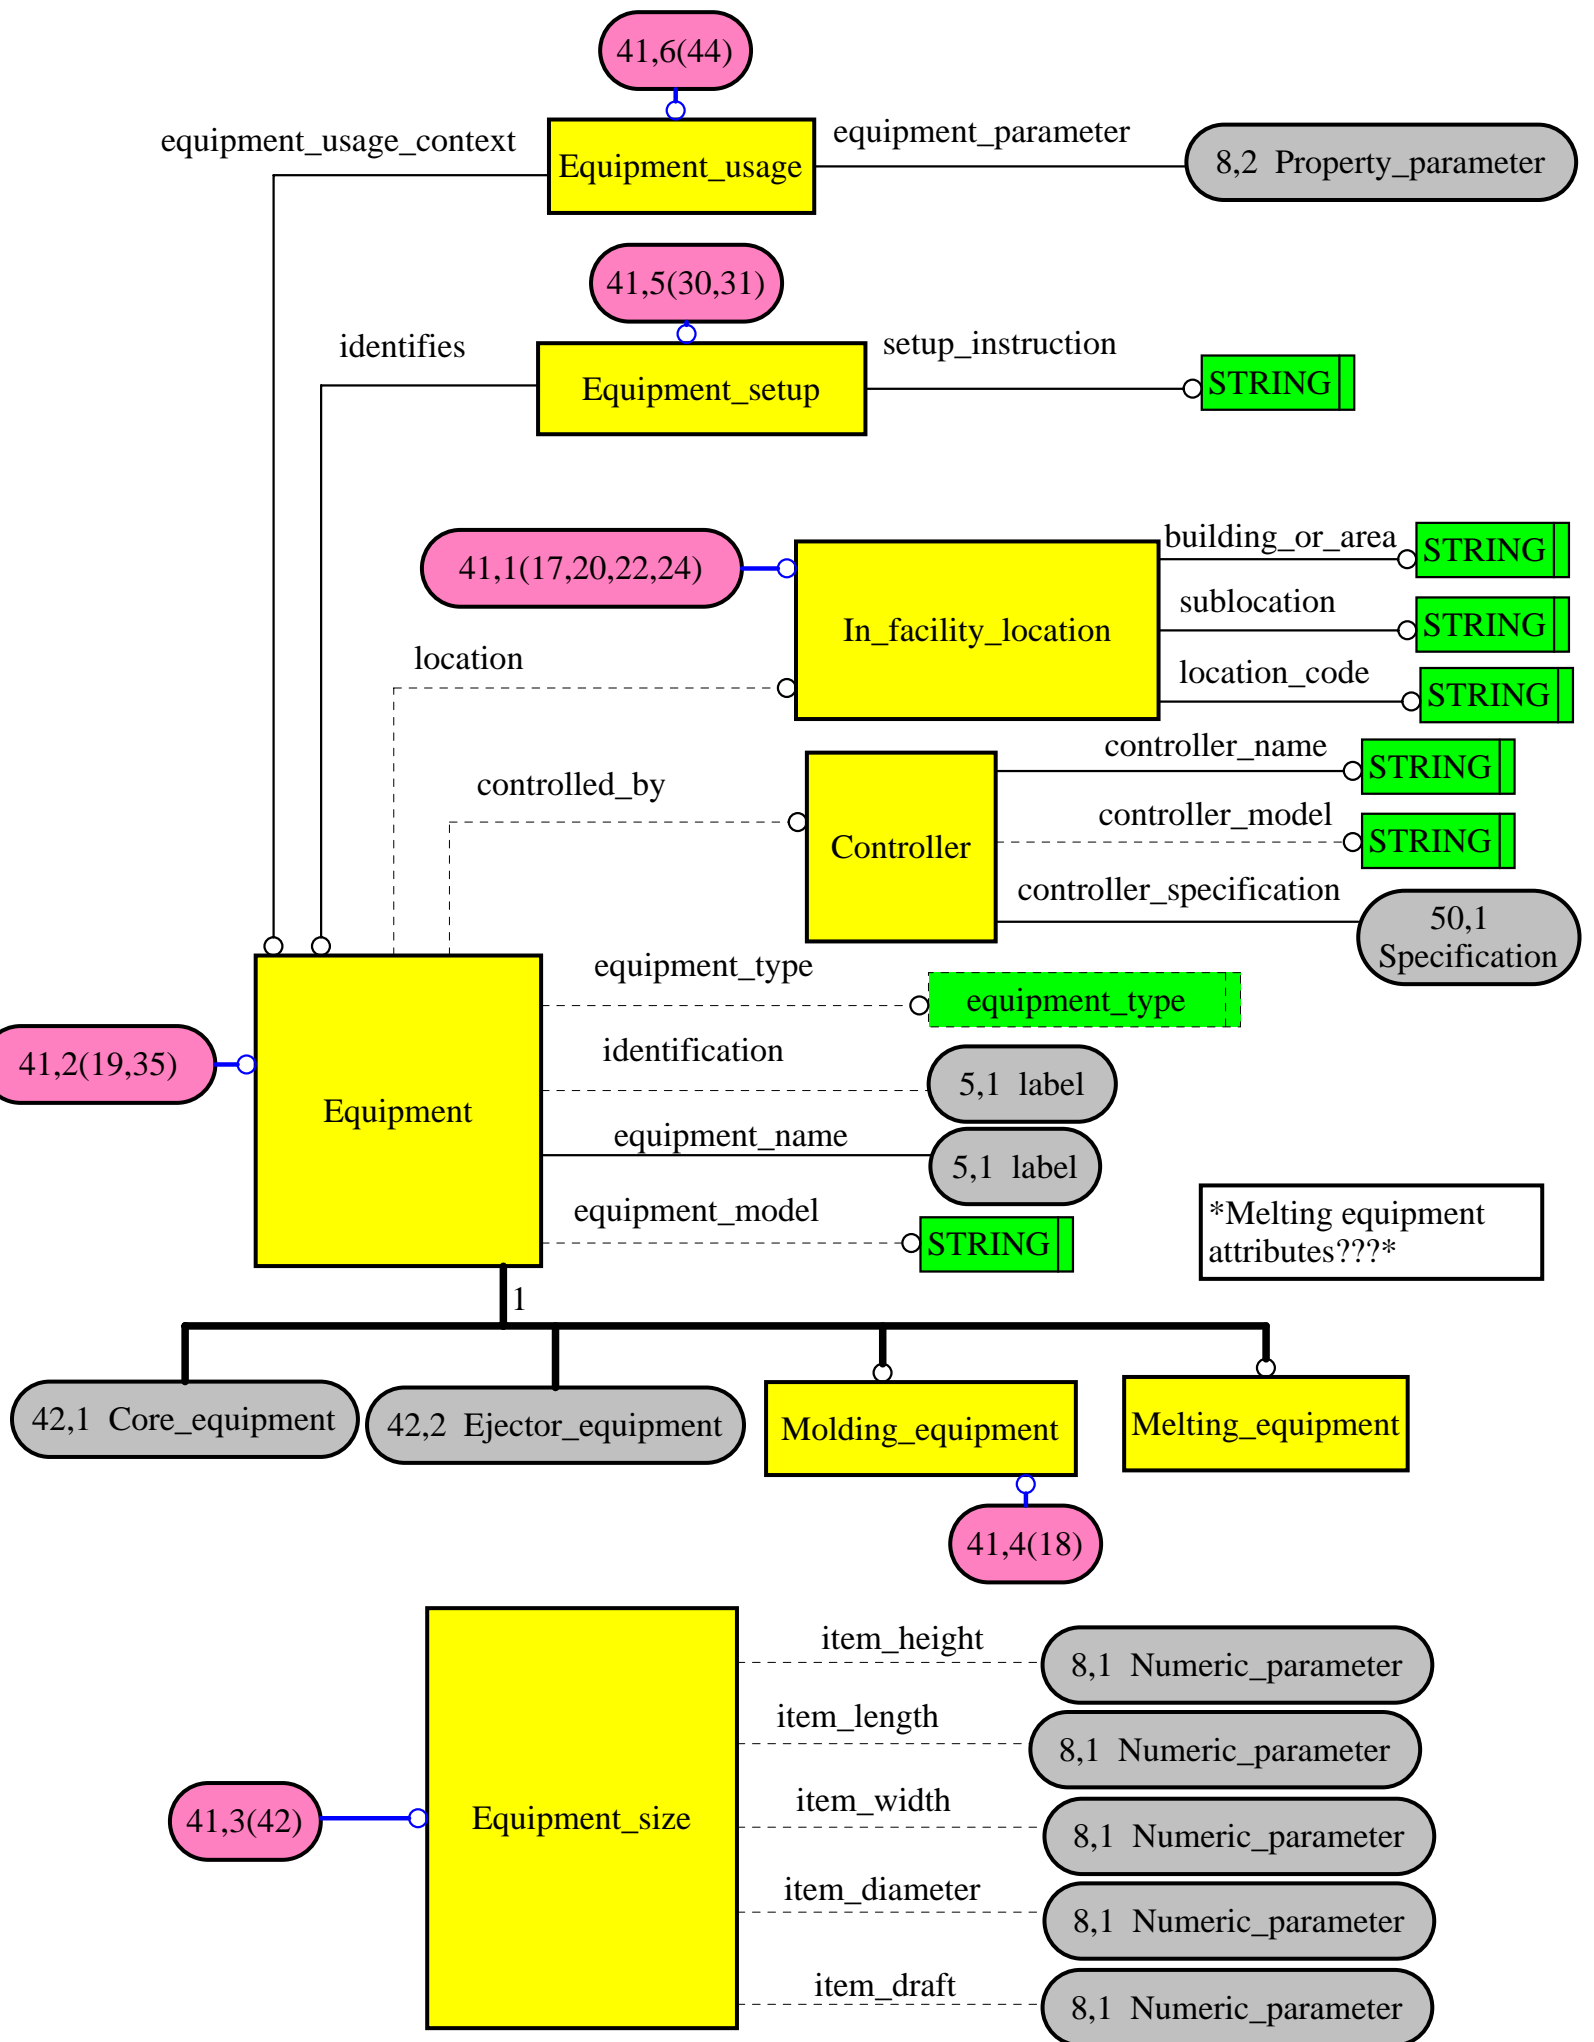 41,6(44)
equipment_usage_context
Equipment_usage
equipment_parameter
8,2 Property_parameter
41,5(30,31)
identifies
Equipment_setup
setup_instruction
STRING
41,1(17,20,22,24)
In_facility_location
building_or_area
STRING
sublocation
STRING
location_code
STRING
location
controlled_by
Controller
controller_name
STRING
controller_model
STRING
controller_specification
50,1
Specification
41,2(19,35)
Equipment
equipment_type
equipment_type
identification
5,1 label
equipment_name
5,1 label
equipment_model
STRING
*Melting equipment
attributes???*
1
42,1 Core_equipment
42,2 Ejector_equipment
Molding_equipment
Melting_equipment
41,4(18)
41,3(42)
Equipment_size
item_height
8,1 Numeric_parameter
item_length
8,1 Numeric_parameter
item_width
8,1 Numeric_parameter
item_diameter
8,1 Numeric_parameter
item_draft
8,1 Numeric_parameter